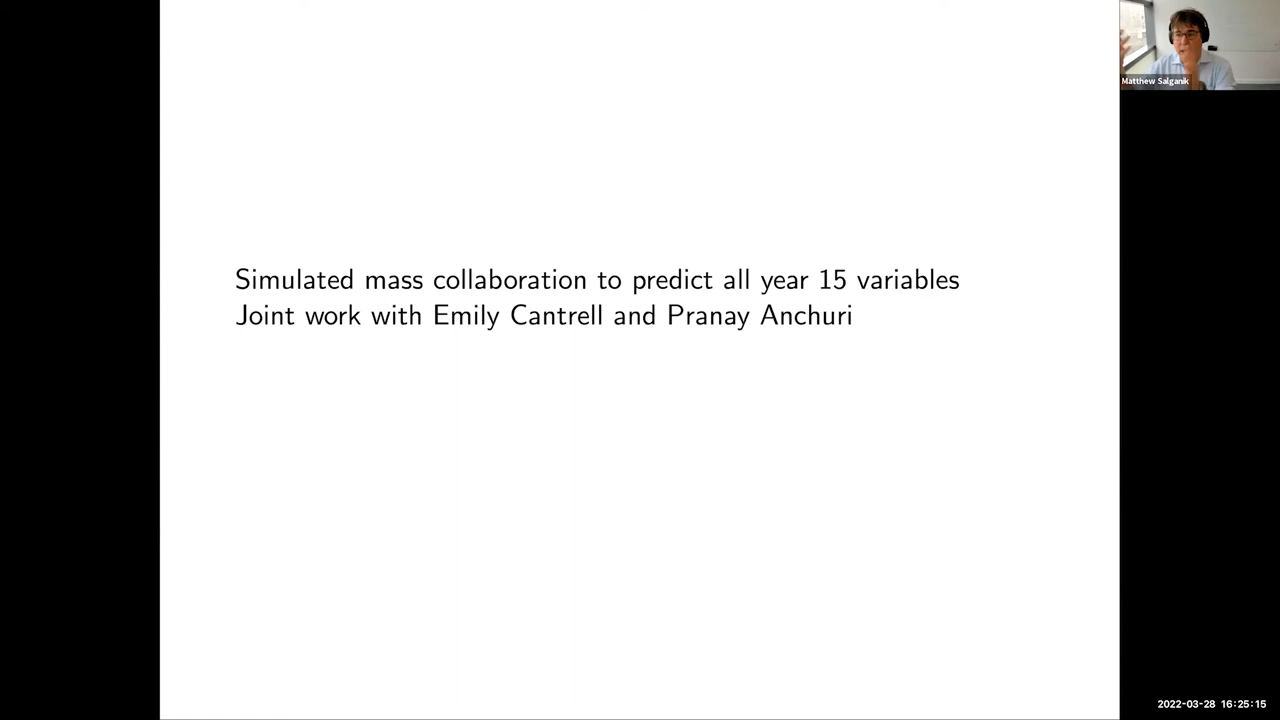 Simulated mass collaboration to predict all year 15 variables
Joint work with Emily Cantrell and Pranay Anchuri
Matthew Salganik
2022-03-28 16:25:15